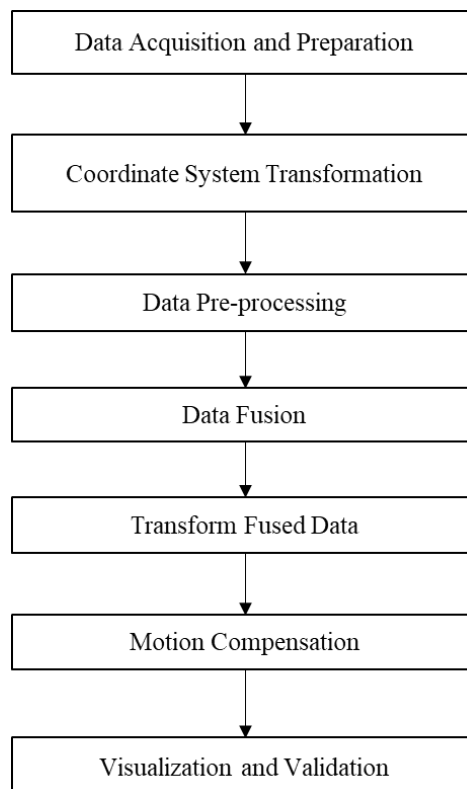 Data Acquisition and Preparation
Coordinate System Transformation
Data Pre-processing
Data Fusion
Transform Fused Data
Motion Compensation
Visualization and Validation